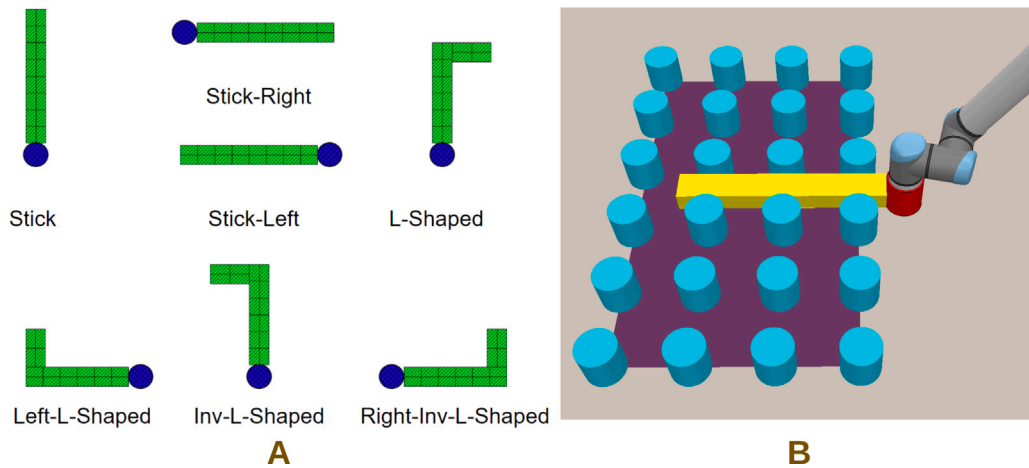 Stick-Right
Stick
Stick-Left
L-Shaped
Left-L-Shaped
Inv-L-Shaped
Right-Inv-L-Shaped
A
B